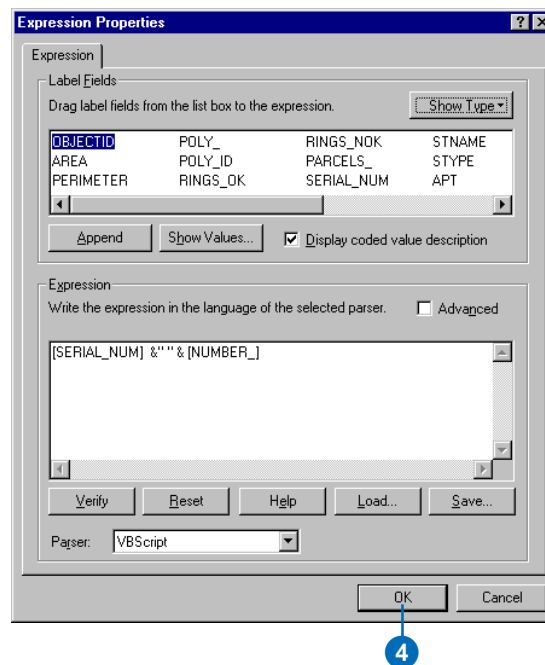 Expression Properties
Expression
Label Fields
Drag label fields from the list box to the expression.
Show Type
OBJECTID POLY_ RINGS_NOK STNAME
AREA POLY_ID PARCELS_ STYPE
PERIMETER RINGS_OK SERIAL_NUM APT
Append Show Values... Display coded value description
Expression
Write the expression in the language of the selected parser. Advanced
[SERIAL_NUM] &" "& [NUMBER_]
Verify Reset Help Load... Save...
Parser: VBScript
OK Cancel
4